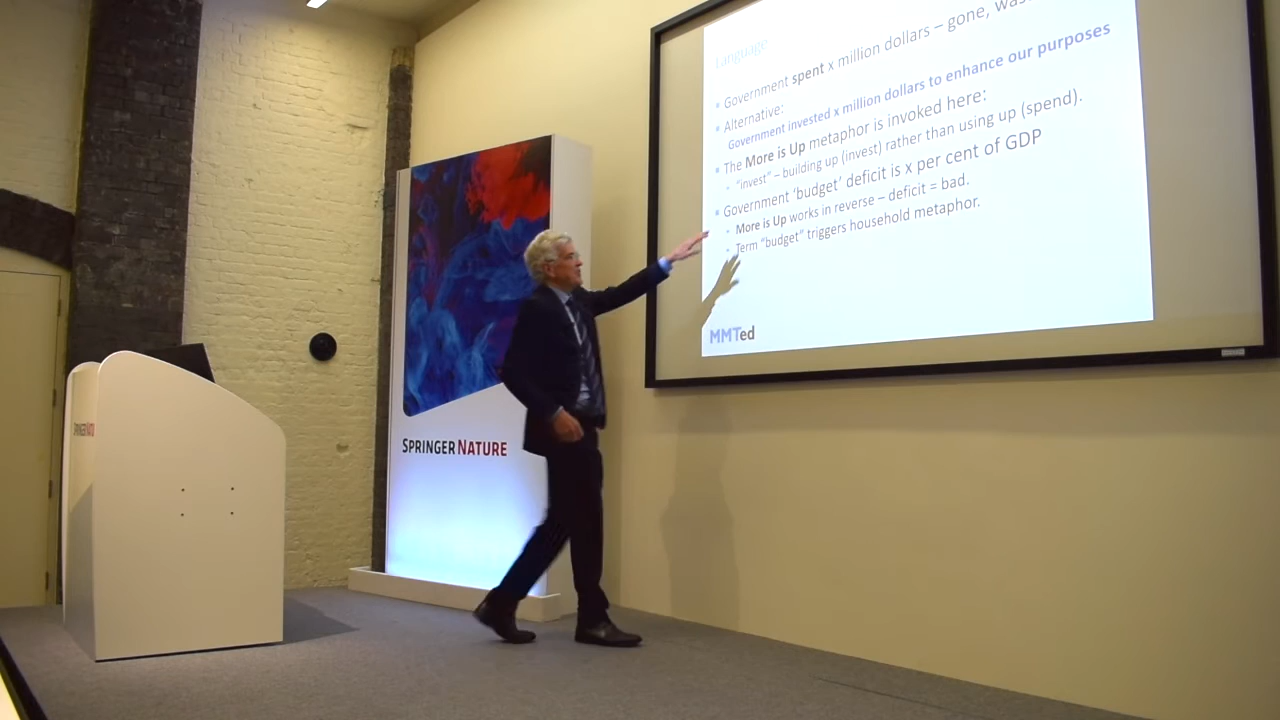 Language
Government spent x million dollars – gone,
Alternative:
Government invested x million dollars to enhance our purposes
The More is Up metaphor is invoked here:
"invest" – building up (invest) rather than using up (spend).
Government 'budget' deficit is x per cent of GDP
More is Up works in reverse – deficit = bad.
Term "budget" triggers household metaphor.
MMTed
SPRINGER NATURE